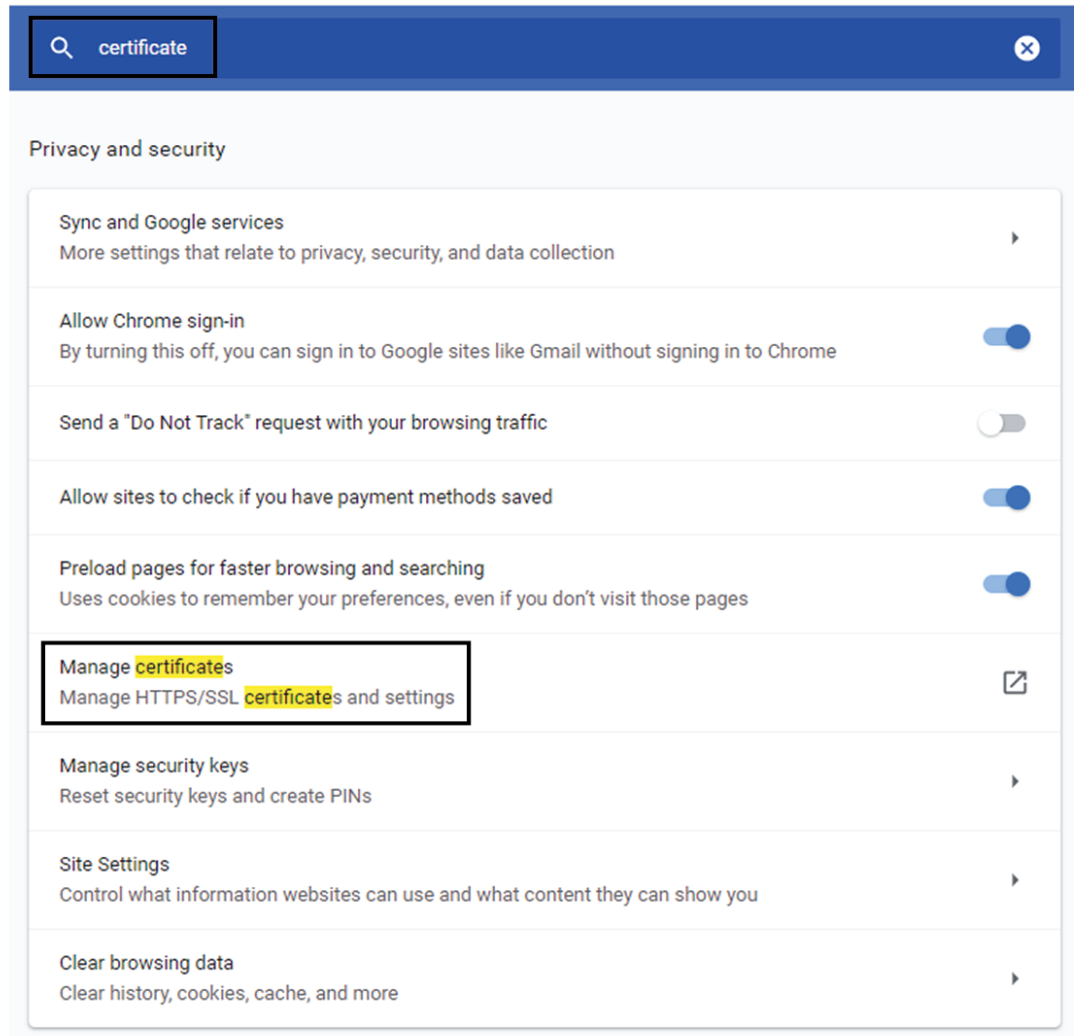 certificate
Privacy and security
Sync and Google services
More settings that relate to privacy, security, and data collection
Allow Chrome sign-in
By turning this off, you can sign in to Google sites like Gmail without signing in to Chrome
Send a "Do Not Track" request with your browsing traffic
Allow sites to check if you have payment methods saved
Preload pages for faster browsing and searching
Uses cookies to remember your preferences, even if you don't visit those pages
Manage certificates
Manage HTTPS/SSL certificates and settings
Manage security keys
Reset security keys and create PINs
Site Settings
Control what information websites can use and what content they can show you
Clear browsing data
Clear history, cookies, cache, and more